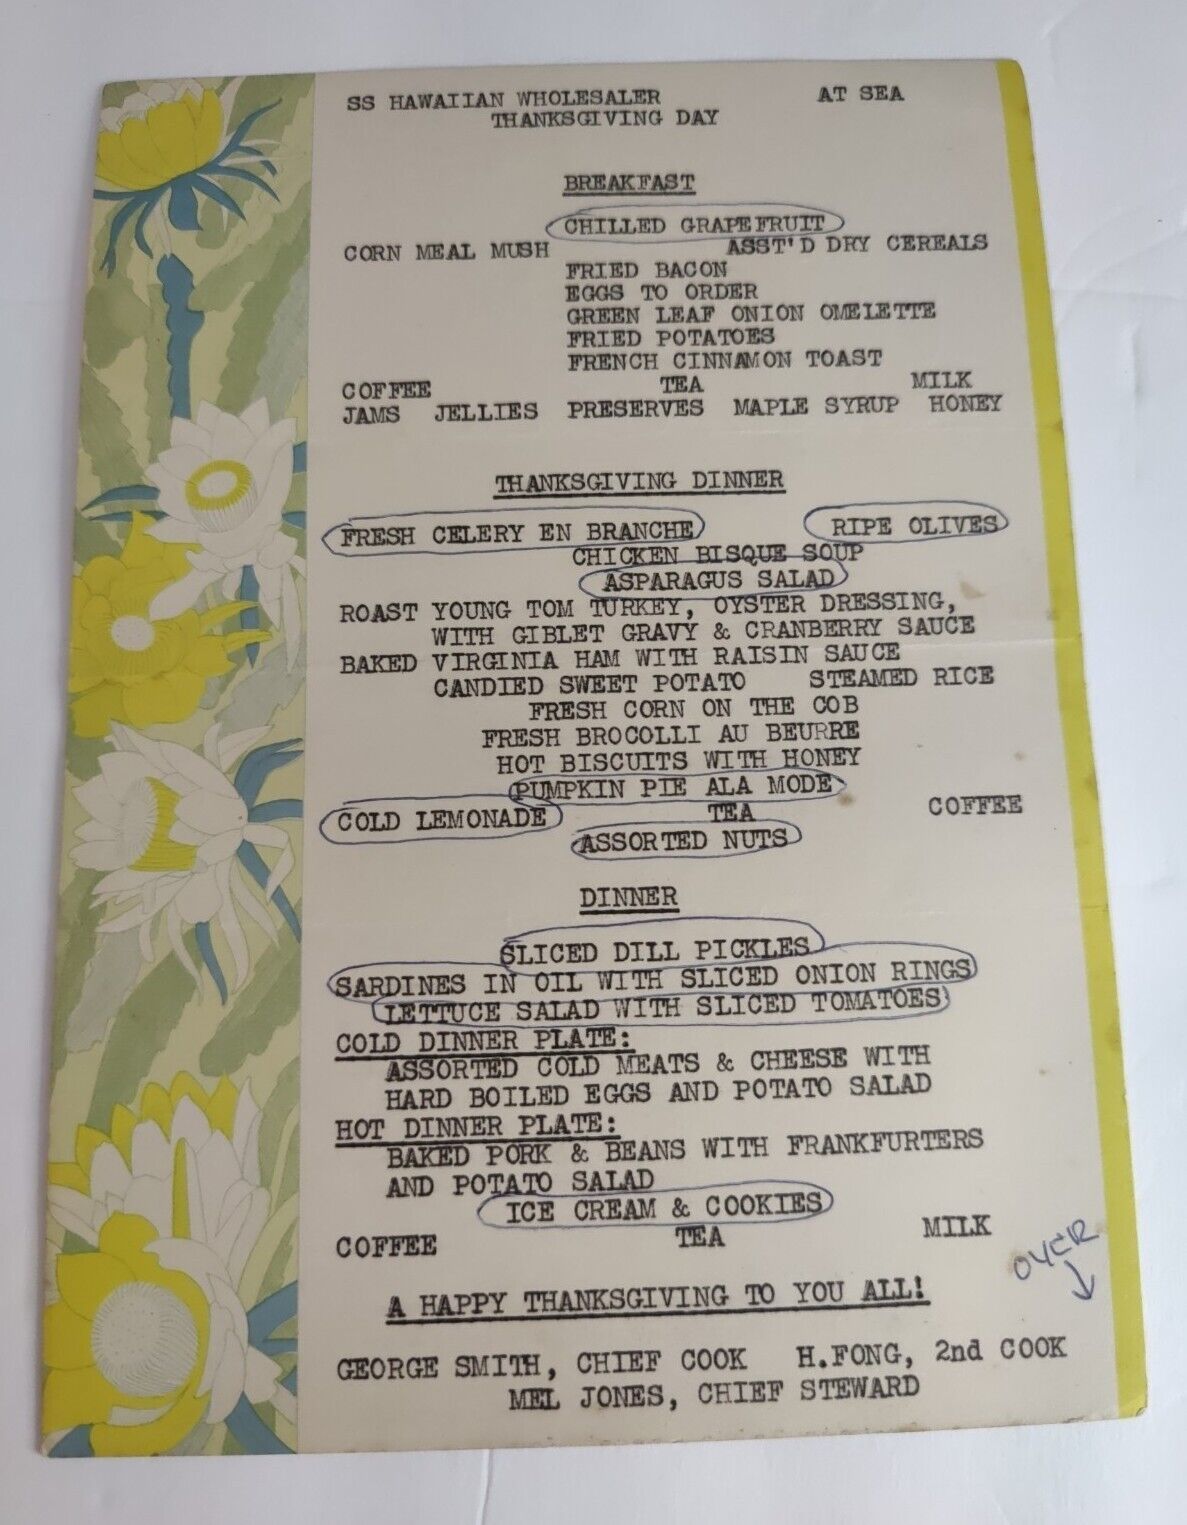 SS HAWAIIAN WHOLESALER AT SEA
THANKSGIVING DAY
BREAKFAST
CHILLED GRAPEFRUIT
CORN MEAL MUSH ASST'D DRY CEREALS
FRIED BACON
EGGS TO ORDER
GREEN LEAF ONION OMELETTE
FRIED POTATOES
FRENCH CINNAMON TOAST
COFFEE TEA MILK
JAMS JELLIES PRESERVES MAPLE SYRUP HONEY
THANKSGIVING DINNER
FRESH CELERY EN BRANCHE RIPE OLIVES
CHICKEN BISQUE SOUP
ASPARAGUS SALAD
ROAST YOUNG TOM TURKEY, OYSTER DRESSING,
WITH GIBLET GRAVY & CRANBERRY SAUCE
BAKED VIRGINIA HAM WITH RAISIN SAUCE
CANDIED SWEET POTATO STEAMED RICE
FRESH CORN ON THE COB
FRESH BROCOLLI AU BEURRE
HOT BISCUITS WITH HONEY
PUMPKIN PIE ALA MODE
COLD LEMONADE TEA COFFEE
ASSORTED NUTS
DINNER
SLICED DILL PICKLES
SARDINES IN OIL WITH SLICED ONION RINGS
LETTUCE SALAD WITH SLICED TOMATOES
COLD DINNER PLATE:
ASSORTED COLD MEATS & CHEESE WITH
HARD BOILED EGGS AND POTATO SALAD
HOT DINNER PLATE:
BAKED PORK & BEANS WITH FRANKFURTERS
AND POTATO SALAD
ICE CREAM & COOKIES
COFFEE TEA MILK
OVER
A HAPPY THANKSGIVING TO YOU ALL!
GEORGE SMITH, CHIEF COOK H.FONG, 2nd COOK
MEL JONES, CHIEF STEWARD